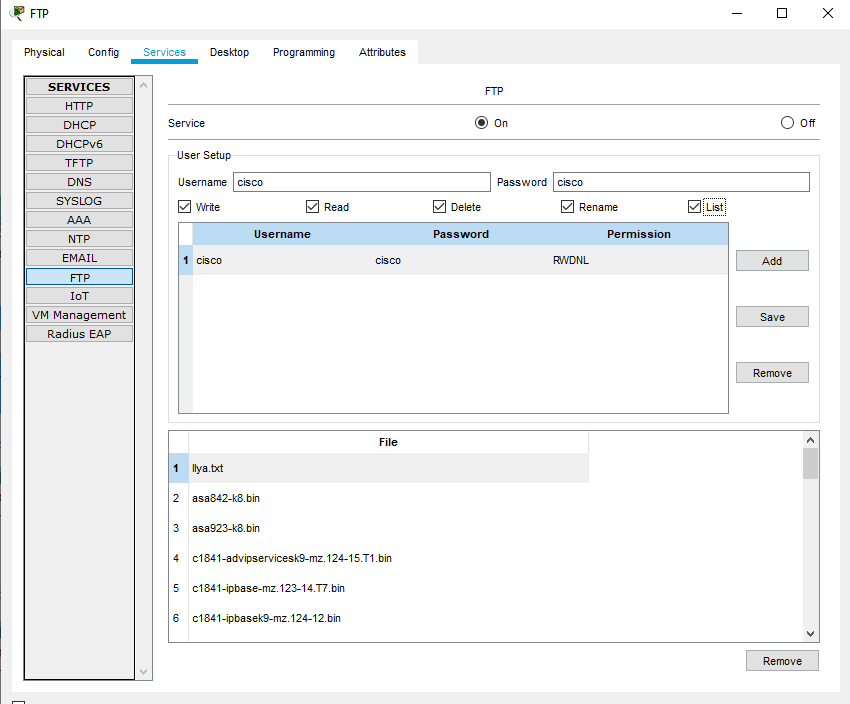 FTP
Physical Config Services Desktop Programming Attributes
SERVICES
HTTP
DHCP
DHCPv6
TFTP
DNS
SYSLOG
AAA
NTP
EMAIL
FTP
IoT
VM Management
Radius EAP
FTP
Service On Off
User Setup
Username cisco Password cisco
Write Read Delete Rename List
Username Password Permission
1 cisco cisco RWDNL
Add
Save
Remove
File
1 Ilya.txt
2 asa842-k8.bin
3 asa923-k8.bin
4 c1841-advipservicesk9-mz.124-15.T1.bin
5 c1841-ipbase-mz.123-14.T7.bin
6 c1841-ipbasek9-mz.124-12.bin
Remove